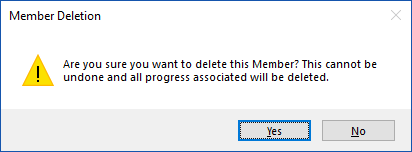 Member Deletion
Are you sure you want to delete this Member? This cannot be
undone and all progress associated will be deleted.
Yes
No